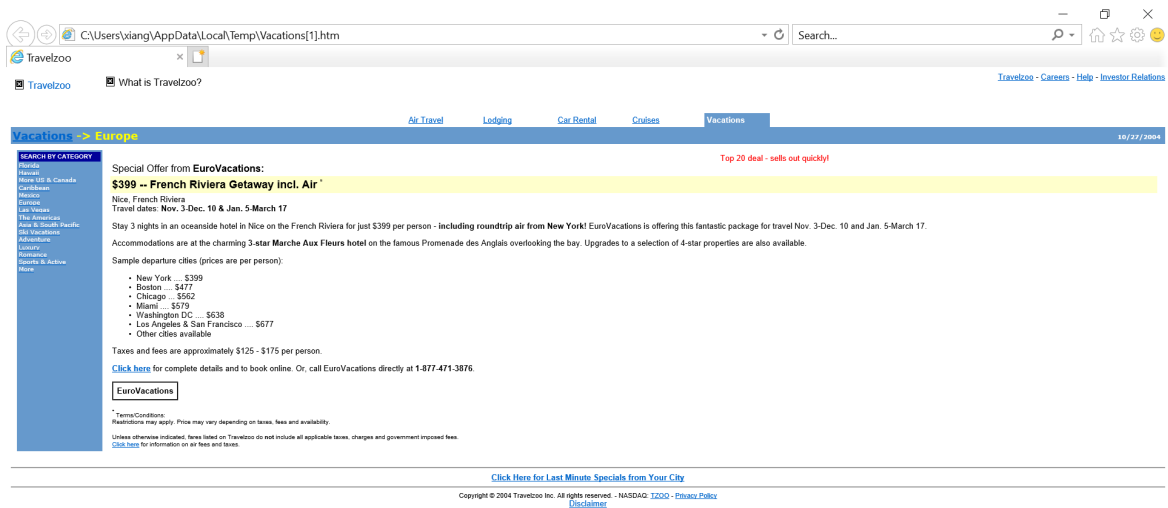 C:\Users\xiang\AppData\Local\Temp\Vacations[1].htm
Search...
Travelzoo
Travelzoo
What is Travelzoo?
Travelzoo - Careers - Help - Investor Relations
Air Travel Lodging Car Rental Cruises Vacations
Vacations -> Europe
10/27/2004
SEARCH BY CATEGORY
Florida
Hawaii
More US & Canada
Caribbean
Mexico
Europe
Las Vegas
The Americas
Asia & South Pacific
Ski Vacations
Adventure
Luxury
Romance
Sports & Active
More
Top 20 deal - sells out quickly!
Special Offer from EuroVacations:
$399 -- French Riviera Getaway incl. Air *
Nice, French Riviera
Travel dates: Nov. 3-Dec. 10 & Jan. 5-March 17
Stay 3 nights in an oceanside hotel in Nice on the French Riviera for just $399 per person - including roundtrip air from New York! EuroVacations is offering this fantastic package for travel Nov. 3-Dec. 10 and Jan. 5-March 17.
Accommodations are at the charming 3-star Marche Aux Fleurs hotel on the famous Promenade des Anglais overlooking the bay. Upgrades to a selection of 4-star properties are also available.
Sample departure cities (prices are per person):
• New York .... $399
• Boston .... $477
• Chicago ... $562
• Miami .... $579
• Washington DC .... $638
• Los Angeles & San Francisco .... $677
• Other cities available
Taxes and fees are approximately $125 - $175 per person.
Click here for complete details and to book online. Or, call EuroVacations directly at 1-877-471-3876.
EuroVacations
* Terms/Conditions:
Restrictions may apply. Price may vary depending on taxes, fees and availability.
Unless otherwise indicated, fares listed on Travelzoo do not include all applicable taxes, charges and government imposed fees.
Click here for information on air fees and taxes.
Click Here for Last Minute Specials from Your City
Copyright © 2004 Travelzoo Inc. All rights reserved. - NASDAQ: TZOO - Privacy Policy
Disclaimer